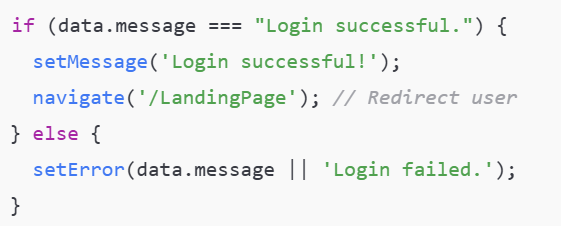 if (data.message === "Login successful.") {
  setMessage('Login successful!');
  navigate('/LandingPage'); // Redirect user
} else {
  setError(data.message || 'Login failed.');
}